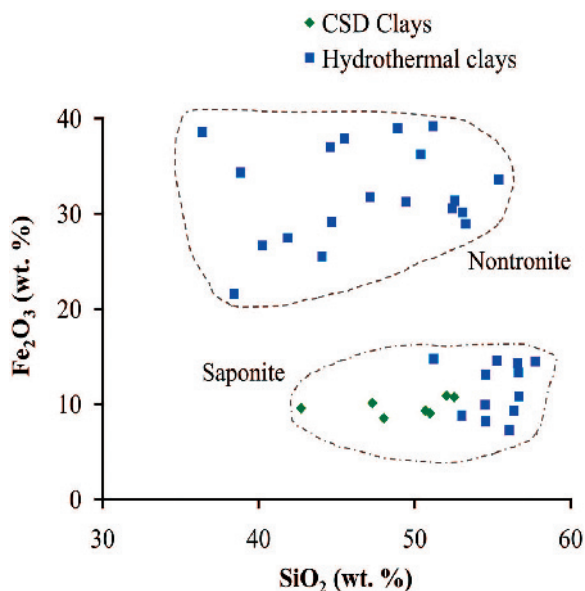 CSD Clays
Hydrothermal clays
40
30
20
10
0
Fe₂O₃ (wt. %)
Nontronite
Saponite
30 40 50 60
SiO₂ (wt. %)